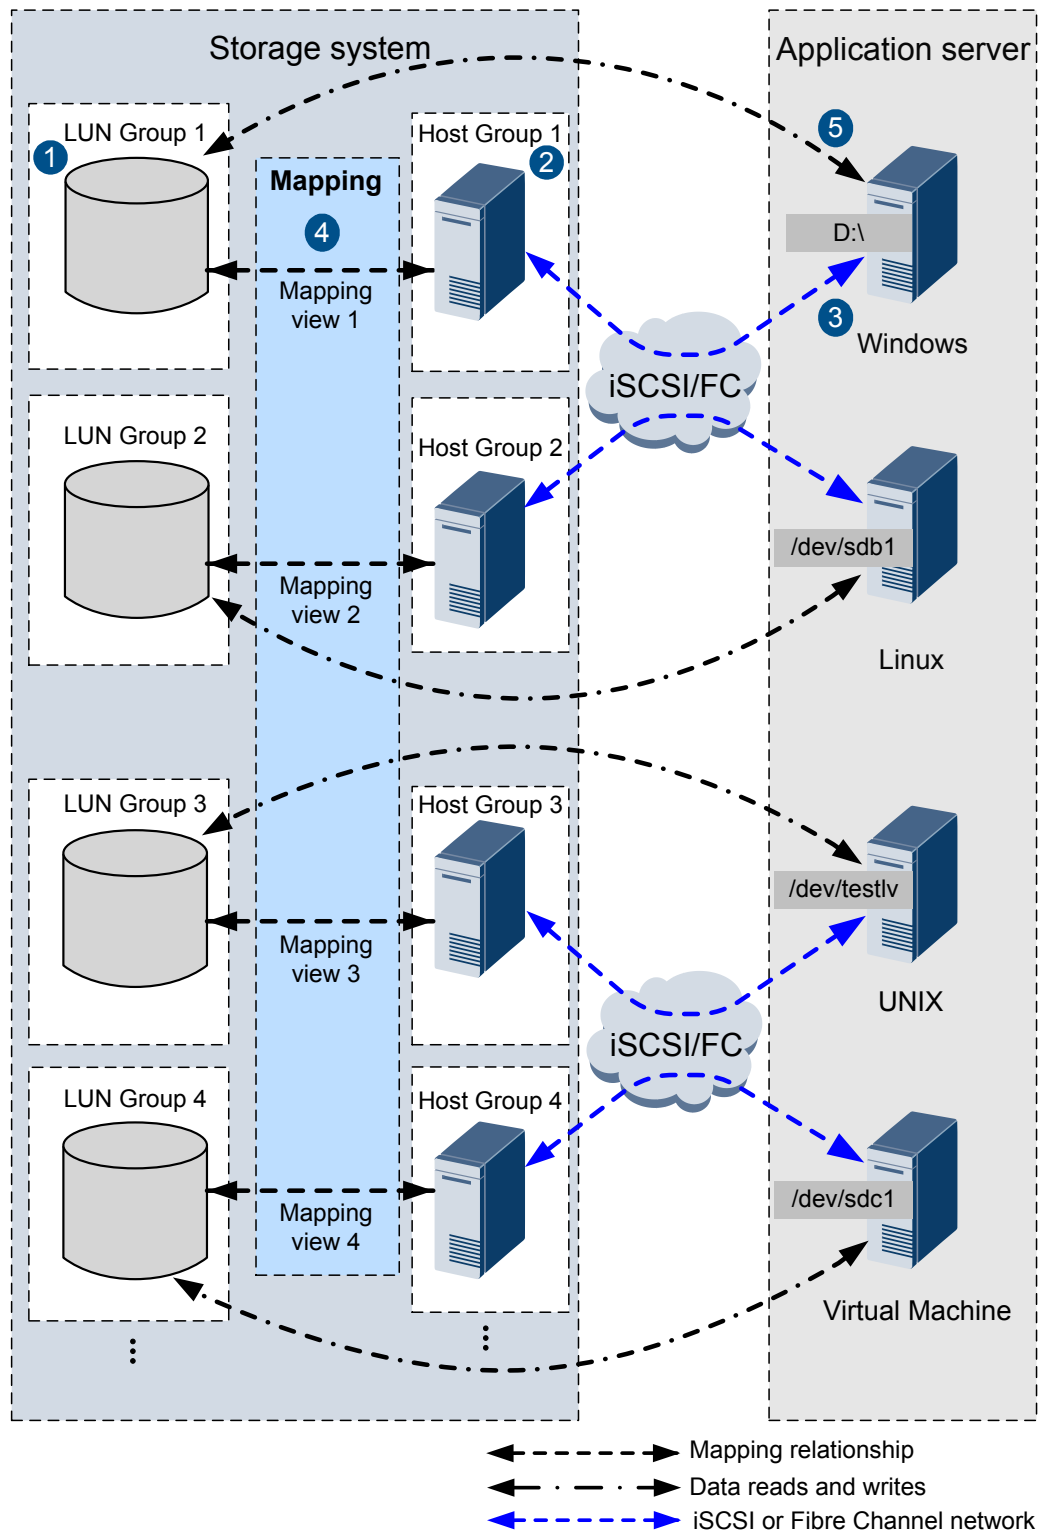 Storage system
Application server
LUN Group 1
Host Group 1
1
2
5
Mapping
4
D:\
Mapping
view 1
3
Windows
iSCSI/FC
LUN Group 2
Host Group 2
/dev/sdb1
Mapping
view 2
Linux
LUN Group 3
Host Group 3
/dev/testlv
Mapping
view 3
UNIX
iSCSI/FC
LUN Group 4
Host Group 4
/dev/sdc1
Mapping
view 4
Virtual Machine
Mapping relationship
Data reads and writes
iSCSI or Fibre Channel network